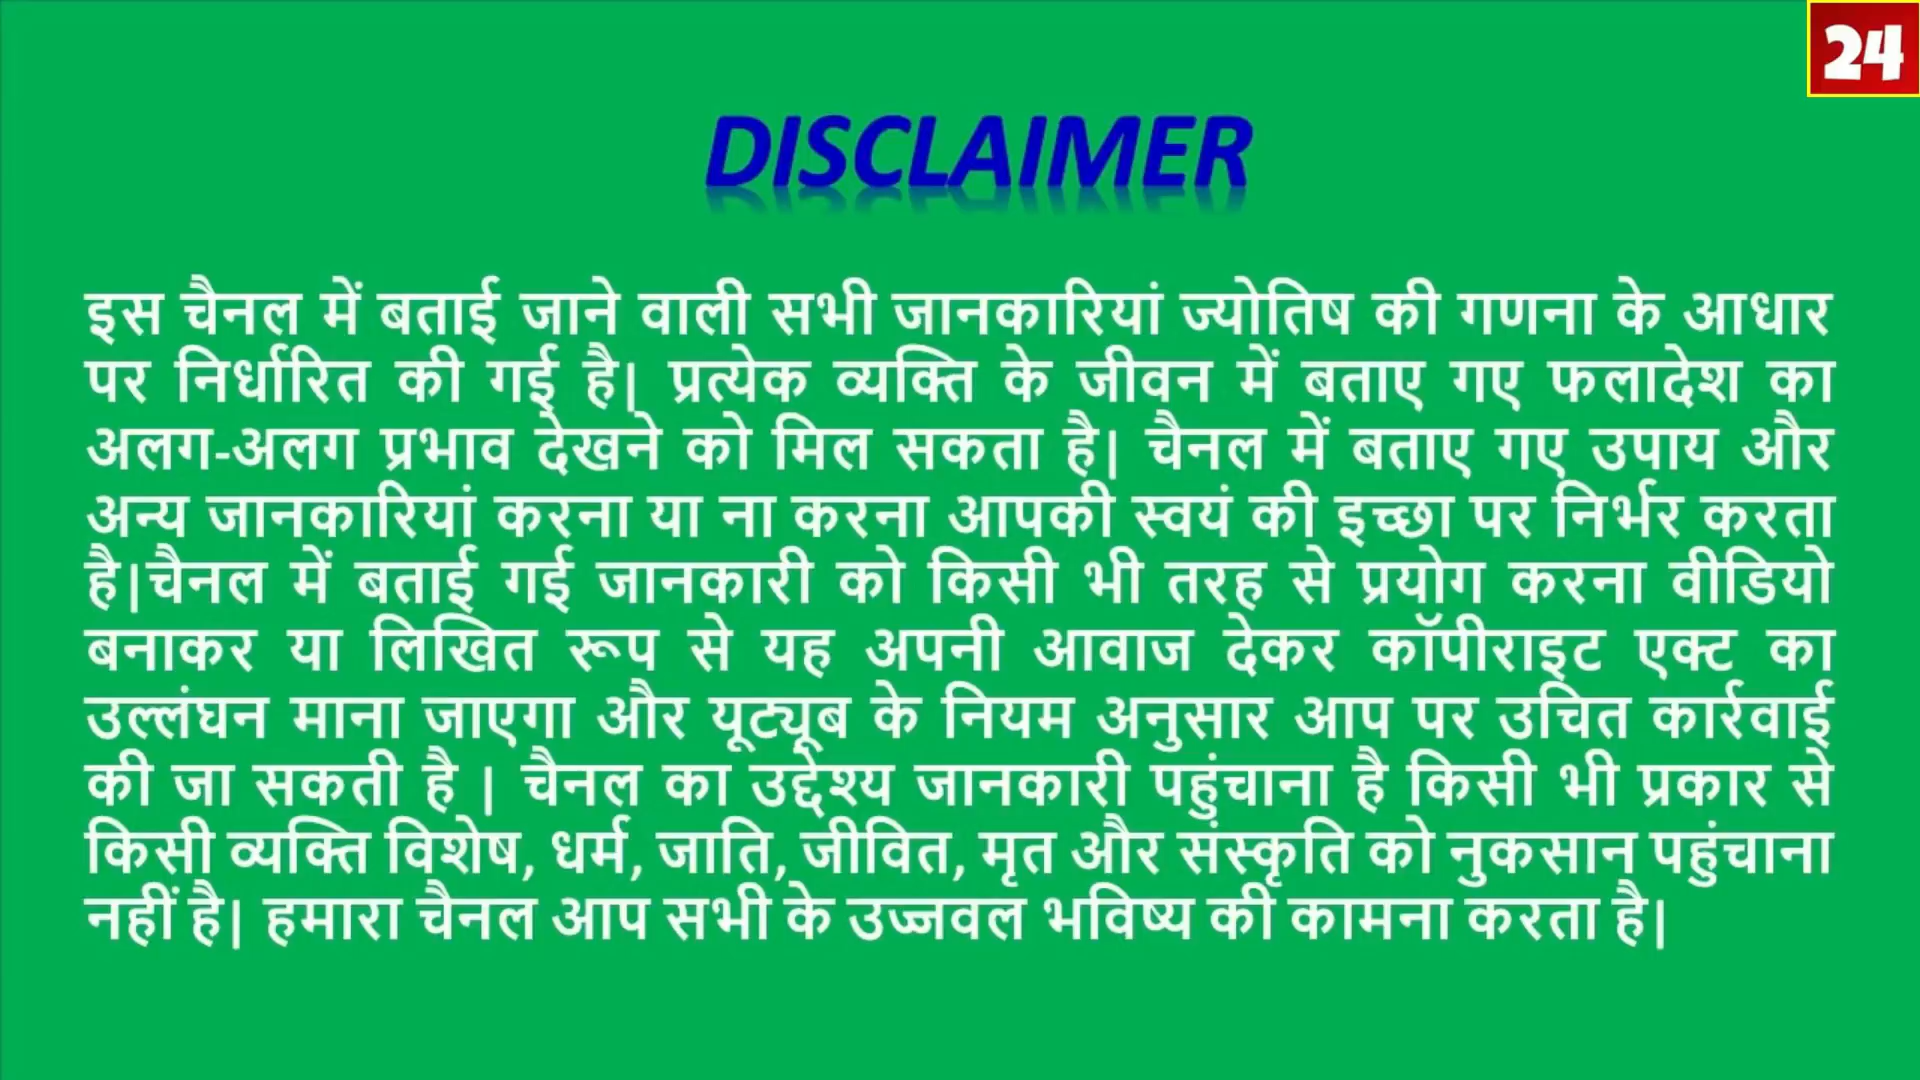 24
DISCLAIMER
इस चैनल में बताई जाने वाली सभी जानकारियां ज्योतिष की गणना के आधार
पर निर्धारित की गई है| प्रत्येक व्यक्ति के जीवन में बताए गए फलादेश का
अलग-अलग प्रभाव देखने को मिल सकता है| चैनल में बताए गए उपाय और
अन्य जानकारियां करना या ना करना आपकी स्वयं की इच्छा पर निर्भर करता
है|चैनल में बताई गई जानकारी को किसी भी तरह से प्रयोग करना वीडियो
बनाकर या लिखित रूप से यह अपनी आवाज देकर कॉपीराइट एक्ट का
उल्लंघन माना जाएगा और यूट्यूब के नियम अनुसार आप पर उचित कार्रवाई
की जा सकती है | चैनल का उद्देश्य जानकारी पहुंचाना है किसी भी प्रकार से
किसी व्यक्ति विशेष, धर्म, जाति, जीवित, मृत और संस्कृति को नुकसान पहुंचाना
नहीं है| हमारा चैनल आप सभी के उज्जवल भविष्य की कामना करता है|